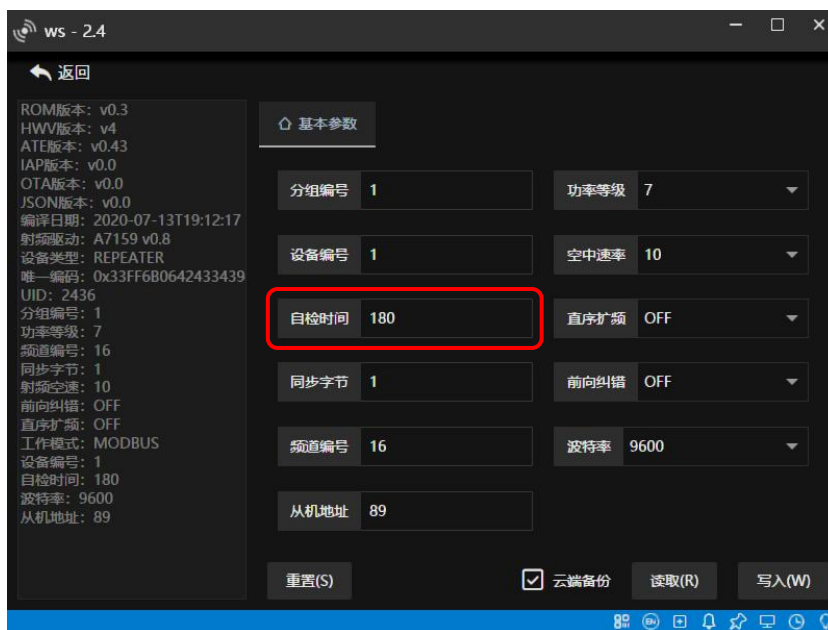 ws - 2.4
返回
ROM版本：v0.3
HWV版本：v4
ATE版本：v0.43
IAP版本：v0.0
OTA版本：v0.0
JSON版本：v0.0
编译日期：2020-07-13T19:12:17
射频驱动：A7159 v0.8
设备类型：REPEATER
唯一编码：0x33FF6B0642433439
UID：2436
分组编号：1
功率等级：7
频道编号：16
同步字节：1
射频空速：10
前向纠错：OFF
直序扩频：OFF
工作模式：MODBUS
设备编号：1
自检时间：180
波特率：9600
从机地址：89
基本参数
分组编号 1 功率等级 7
设备编号 1 空中速率 10
自检时间 180 直序扩频 OFF
同步字节 1 前向纠错 OFF
频道编号 16 波特率 9600
从机地址 89
重置(S) 云端备份 读取(R) 写入(W)
EN